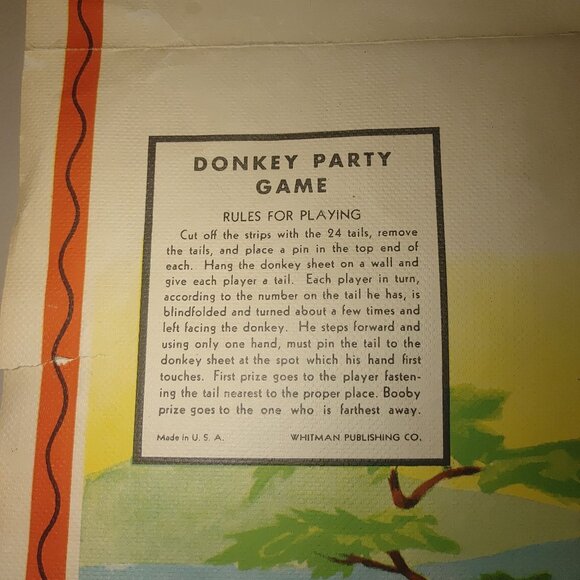 DONKEY PARTY
GAME
RULES FOR PLAYING
Cut off the strips with the 24 tails, remove
the tails, and place a pin in the top end of
each. Hang the donkey sheet on a wall and
give each player a tail. Each player in turn,
according to the number on the tail he has, is
blindfolded and turned about a few times and
left facing the donkey. He steps forward and
using only one hand, must pin the tail to the
donkey sheet at the spot which his hand first
touches. First prize goes to the player fasten-
ing the tail nearest to the proper place. Booby
prize goes to the one who is farthest away.
Made in U. S. A. WHITMAN PUBLISHING CO.